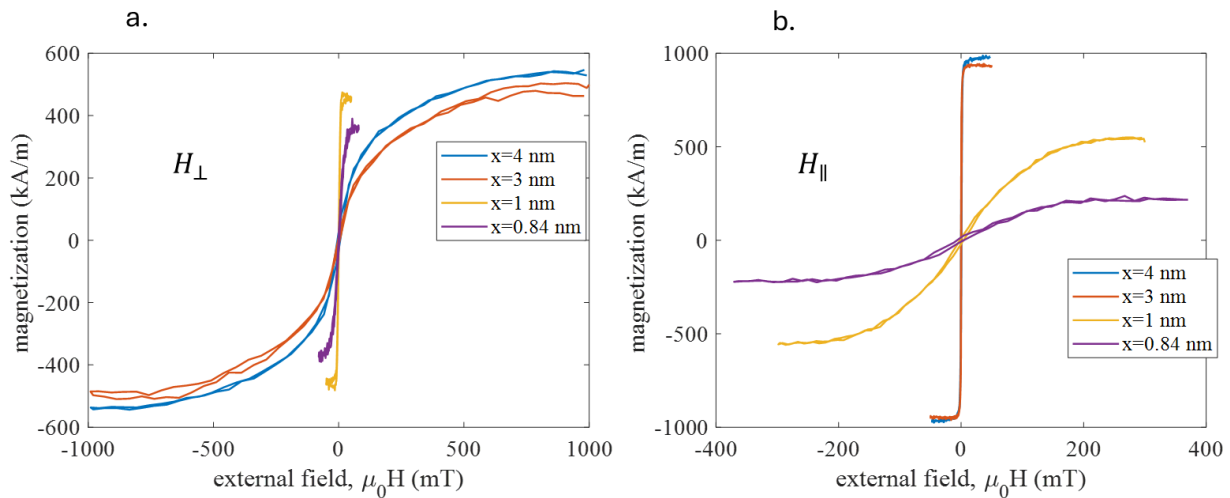 a.
600
400
200
0
-200
-400
-600
-1000
-500
0
500
1000
magnetization (kA/m)
external field, μ₀H (mT)
H⊥
x=4 nm
x=3 nm
x=1 nm
x=0.84 nm
b.
1000
500
0
-500
-1000
-400
-200
0
200
400
magnetization (kA/m)
external field, μ₀H (mT)
H∥
x=4 nm
x=3 nm
x=1 nm
x=0.84 nm